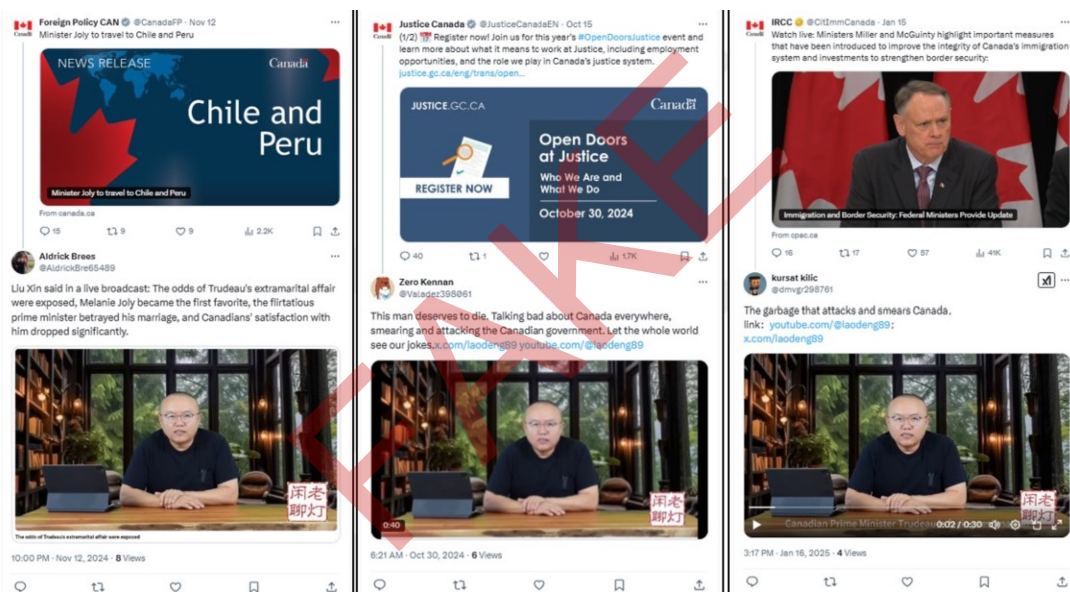 Foreign Policy CAN @CanadaFP · Nov 12
Minister Joly to travel to Chile and Peru
Canada
NEWS RELEASE
Canada
Chile and
Peru
Minister Joly to travel to Chile and Peru
From canada.ca
15 9 9 2.2K
Aldrick Brees
@AldrickBre65489
Liu Xin said in a live broadcast: The odds of Trudeau's extramarital affair
were exposed, Melanie Joly became the first favorite, the flirtatious
prime minister betrayed his marriage, and Canadians' satisfaction with
him dropped significantly.
闲老
聊灯
The odds of Trudeau's extramarital affair were exposed
10:00 PM · Nov 12, 2024 · 8 Views
Justice Canada @JusticeCanadaEN · Oct 15
(1/2) Register now! Join us for this year's #OpenDoorsJustice event and
Canada
learn more about what it means to work at Justice, including employment
opportunities, and the role we play in Canada's justice system.
justice.gc.ca/eng/trans/open...
JUSTICE.GC.CA
Canada
Open Doors
at Justice
REGISTER NOW
Who We Are and
What We Do
October 30, 2024
40 1 1.7K
Zero Kennan
@Valadez398061
This man deserves to die. Talking bad about Canada everywhere,
smearing and attacking the Canadian government. Let the whole world
see our jokes.x.com/laodeng89 youtube.com/@laodeng89
闲老
聊灯
0:40
6:21 AM · Oct 30, 2024 · 6 Views
IRCC @CitImmCanada · Jan 15
Watch live: Ministers Miller and McGuinty highlight important measures
Canada
that have been introduced to improve the integrity of Canada's immigration
system and investments to strengthen border security:
Immigration and Border Security: Federal Ministers Provide Update
From cpac.ca
16 17 57 41K
kursat kilic
@dmvgr298761
The garbage that attacks and smears Canada.
link: youtube.com/@laodeng89;
x.com/laodeng89
闲老
聊灯
Canadian Prime Minister Trudeau
0:02 / 0:30
3:17 PM · Jan 16, 2025 · 4 Views
FAKE